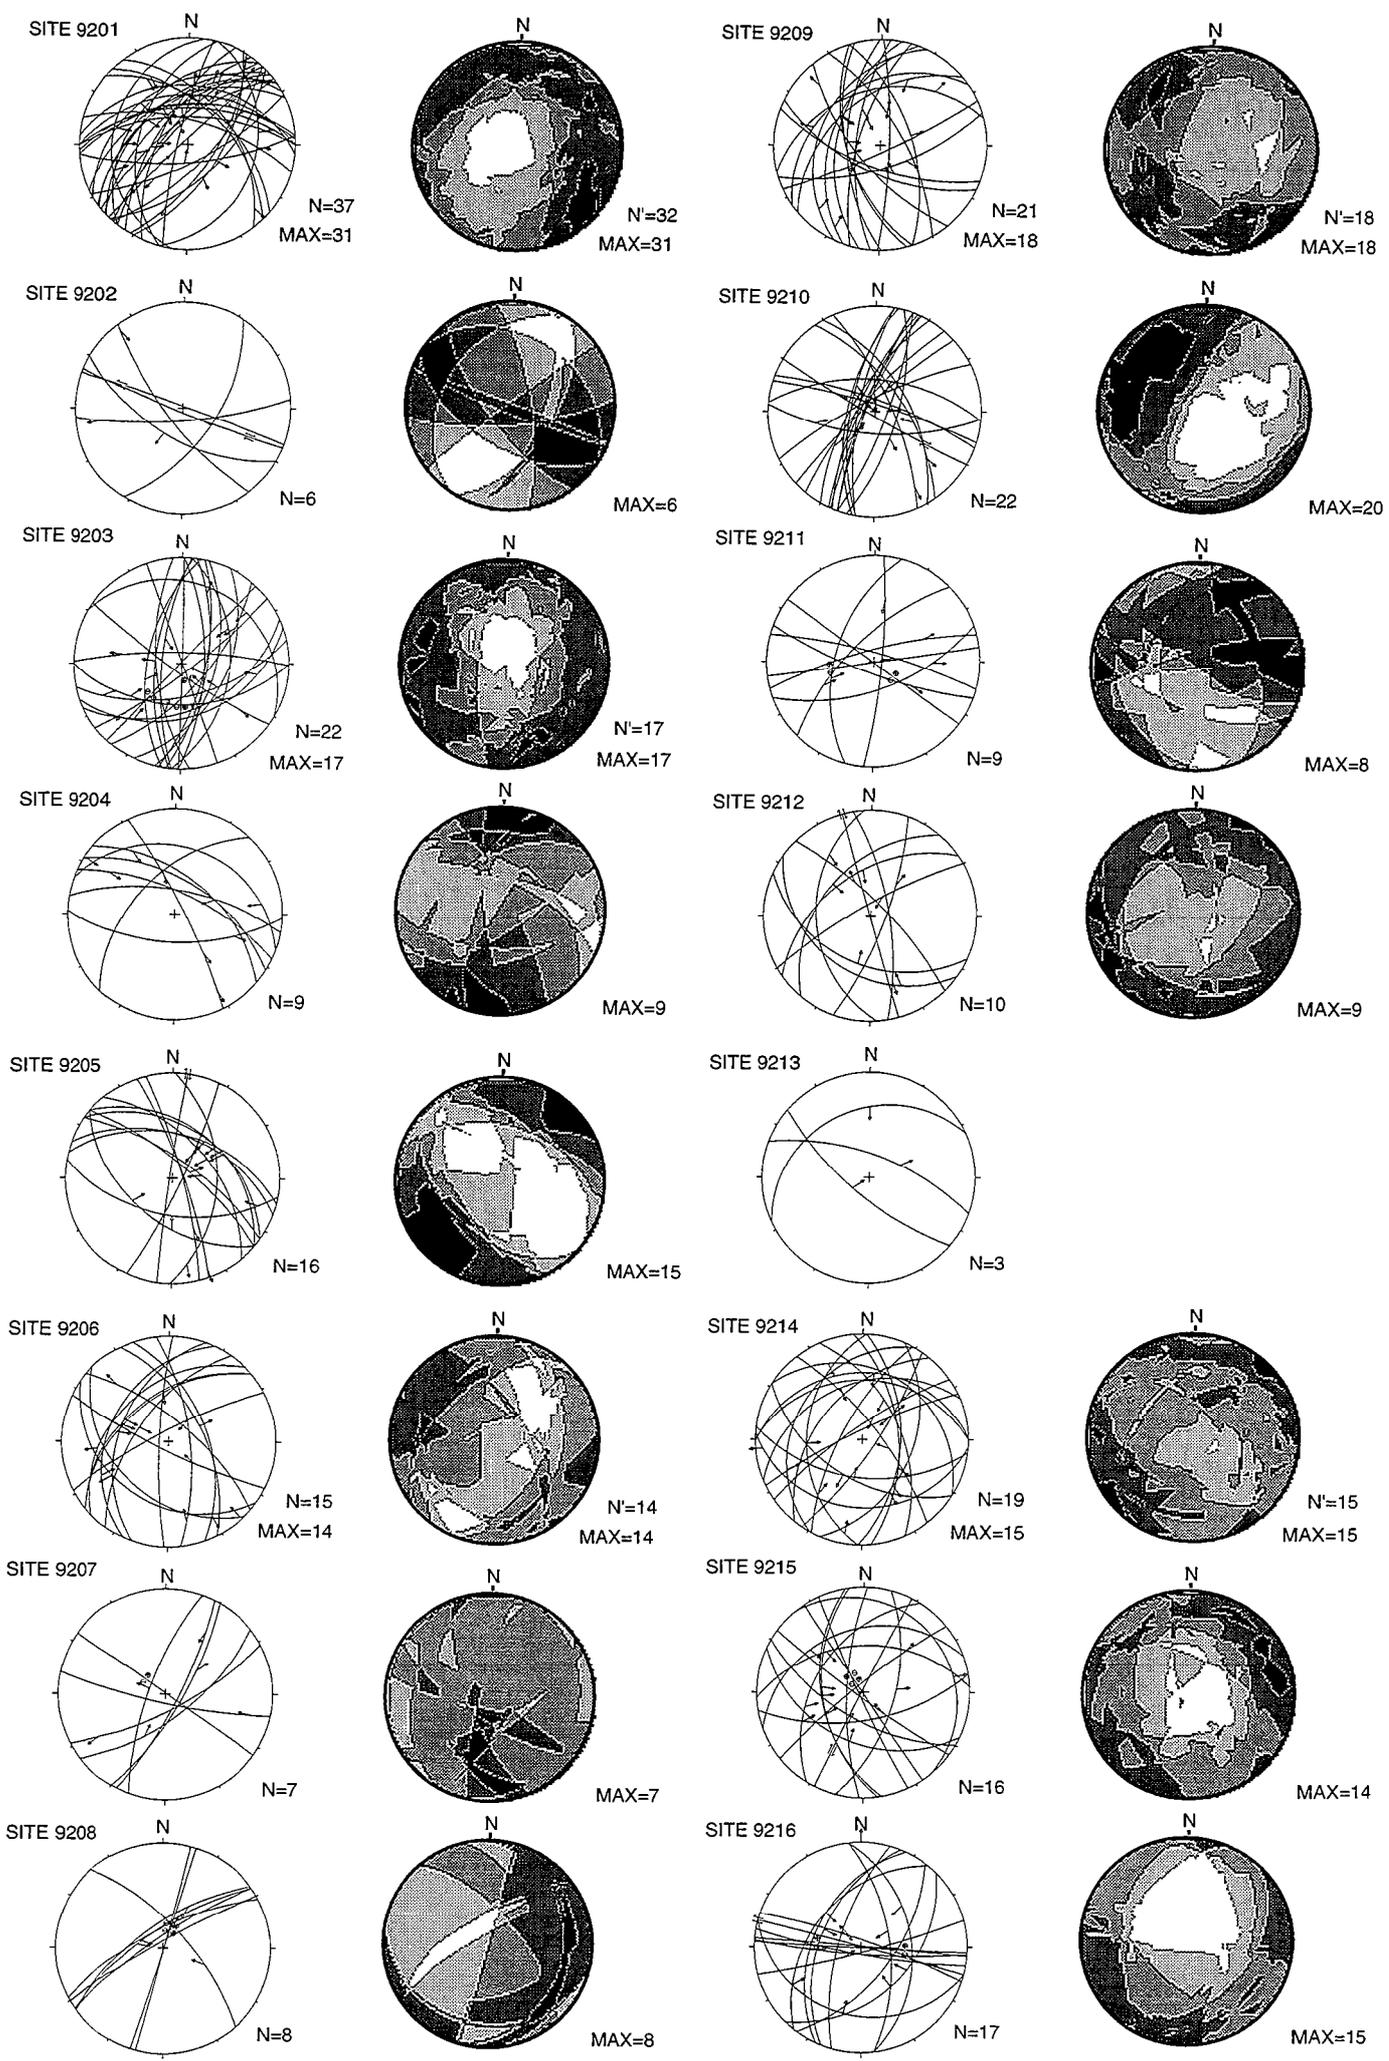 SITE 9201
N
N=37
MAX=31
N
N'=32
MAX=31
SITE 9209
N
N=21
MAX=18
N
N'=18
MAX=18
SITE 9202
N
N=6
N
MAX=6
SITE 9210
N
N=22
N
MAX=20
SITE 9203
N
N=22
MAX=17
N
N'=17
MAX=17
SITE 9211
N
N=9
N
MAX=8
SITE 9204
N
N=9
N
MAX=9
SITE 9212
N
N=10
N
MAX=9
SITE 9205
N
N=16
N
MAX=15
SITE 9213
N
N=3
SITE 9206
N
N=15
MAX=14
N
N'=14
MAX=14
SITE 9214
N
N=19
MAX=15
N
N'=15
MAX=15
SITE 9207
N
N=7
N
MAX=7
SITE 9215
N
N=16
N
MAX=14
SITE 9208
N
N=8
N
MAX=8
SITE 9216
N
N=17
N
MAX=15